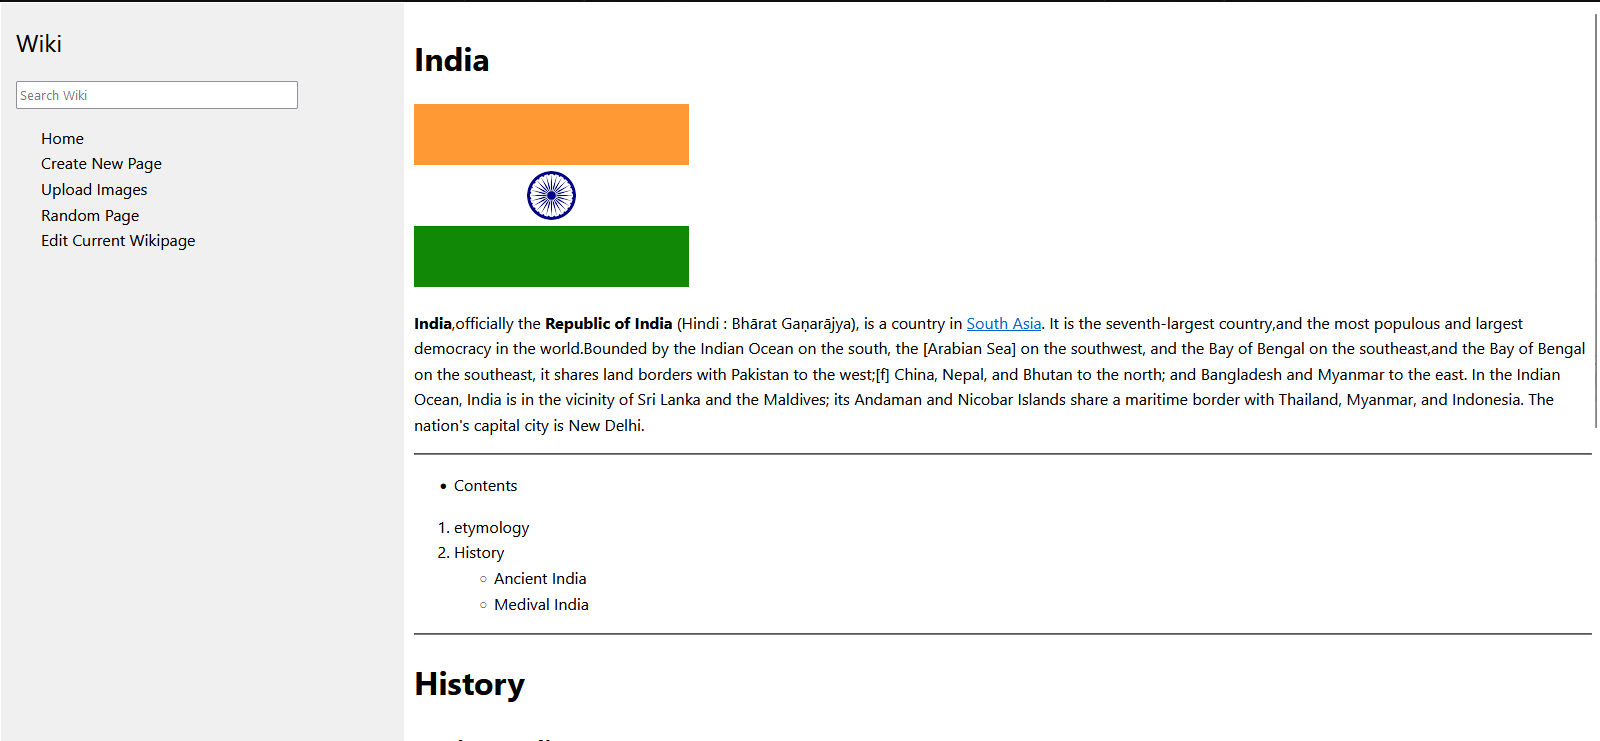 Wiki
Search Wiki
Home
Create New Page
Upload Images
Random Page
Edit Current Wikipage
India
India,officially the Republic of India (Hindi : Bhārat Gaṇarājya), is a country in South Asia. It is the seventh-largest country,and the most populous and largest
democracy in the world.Bounded by the Indian Ocean on the south, the [Arabian Sea] on the southwest, and the Bay of Bengal on the southeast,and the Bay of Bengal
on the southeast, it shares land borders with Pakistan to the west;[f] China, Nepal, and Bhutan to the north; and Bangladesh and Myanmar to the east. In the Indian
Ocean, India is in the vicinity of Sri Lanka and the Maldives; its Andaman and Nicobar Islands share a maritime border with Thailand, Myanmar, and Indonesia. The
nation's capital city is New Delhi.
Contents
1. etymology
2. History
Ancient India
Medival India
History